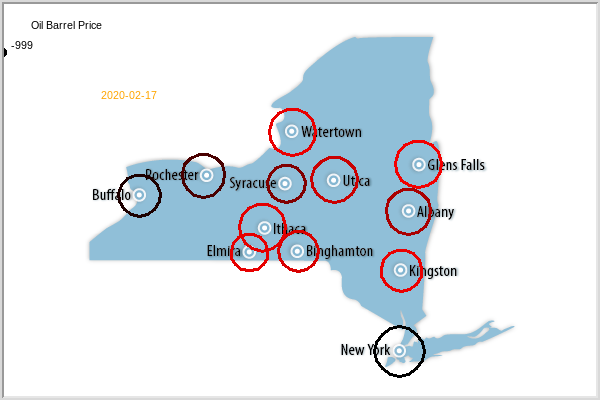 Oil Barrel Price
-999
2020-02-17
Watertown
Rochester
Syracuse
Utica
Glens Falls
Buffalo
Albany
Ithaca
Elmira
Binghamton
Kingston
New York